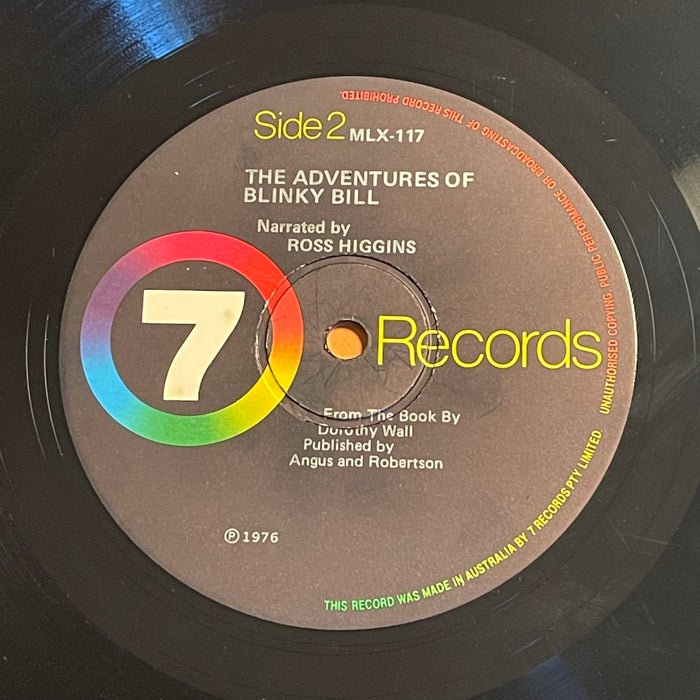 Side 2 MLX-117
THE ADVENTURES OF
BLINKY BILL
Narrated by
ROSS HIGGINS
7 Records
From The Book By
Dorothy Wall
Published by
Angus and Robertson
℗ 1976
THIS RECORD WAS MADE IN AUSTRALIA BY 7 RECORDS PTY LIMITED. UNAUTHORISED COPYING, PUBLIC PERFORMANCE OR BROADCASTING OF THIS RECORD PROHIBITED.